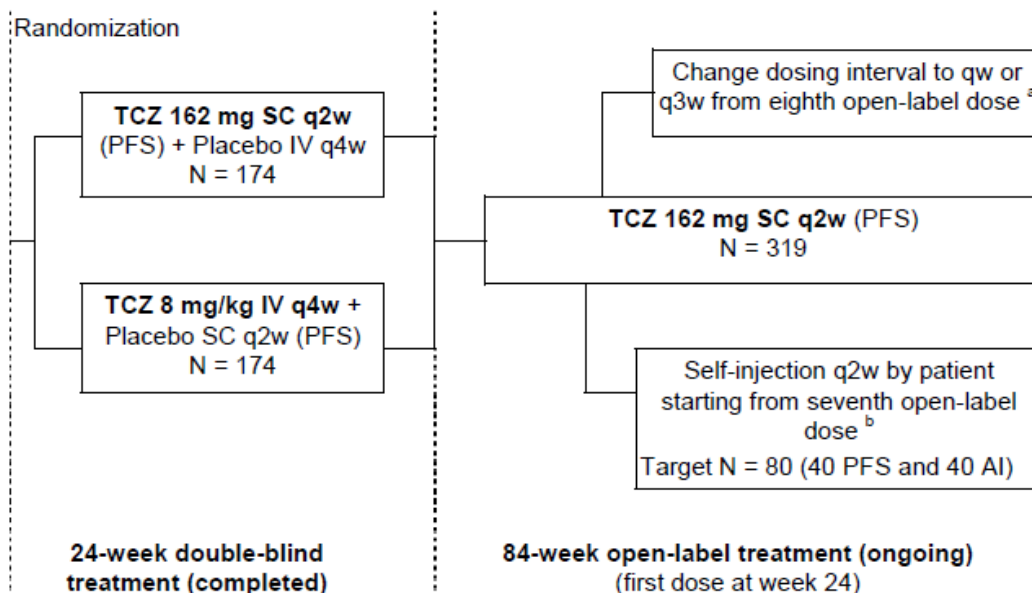 Randomization
TCZ 162 mg SC q2w
(PFS) + Placebo IV q4w
N = 174
TCZ 8 mg/kg IV q4w +
Placebo SC q2w (PFS)
N = 174
24-week double-blind
treatment (completed)
Change dosing interval to qw or
q3w from eighth open-label dose a
TCZ 162 mg SC q2w (PFS)
N = 319
Self-injection q2w by patient
starting from seventh open-label
dose b
Target N = 80 (40 PFS and 40 AI)
84-week open-label treatment (ongoing)
(first dose at week 24)